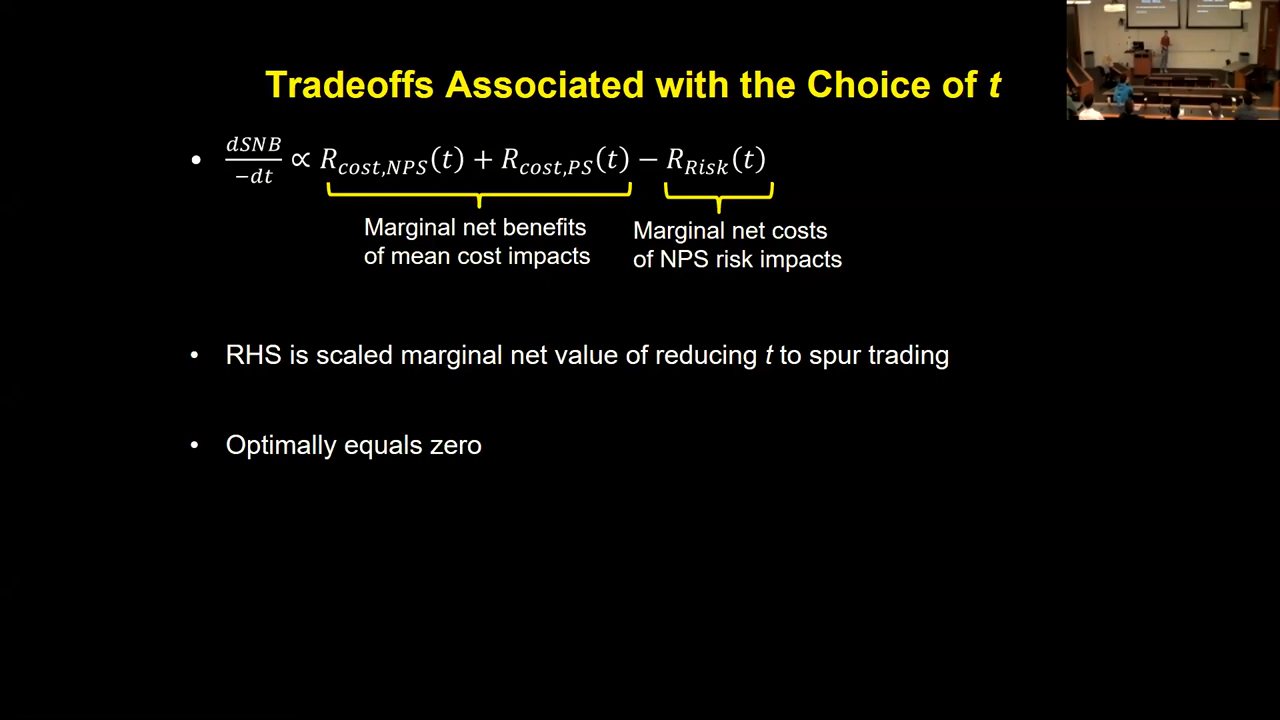 Tradeoffs Associated with the Choice of t
• dSNB/−dt ∝ R_cost,NPS(t) + R_cost,PS(t) − R_Risk(t)
Marginal net benefits
of mean cost impacts
Marginal net costs
of NPS risk impacts
• RHS is scaled marginal net value of reducing t to spur trading
• Optimally equals zero